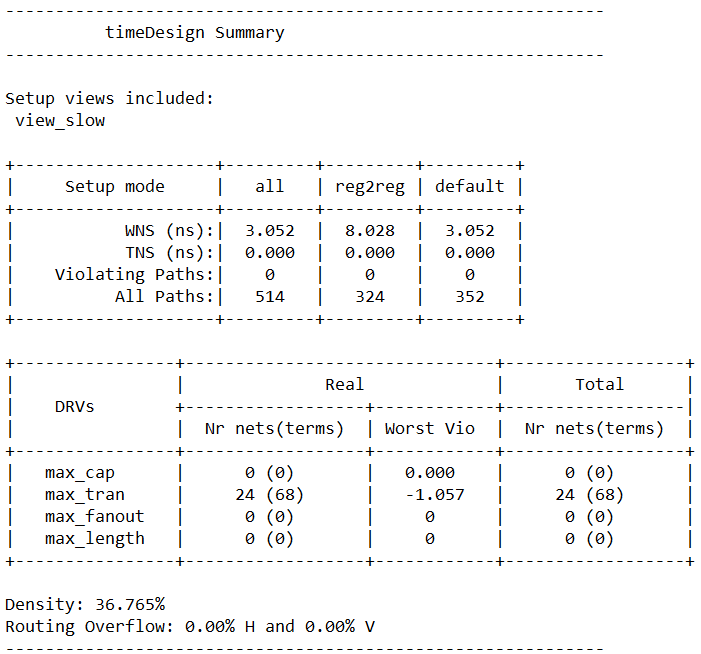 ------------------------------------------------------------
          timeDesign Summary
------------------------------------------------------------

Setup views included:
 view_slow

+--------------------+---------+---------+---------+
|     Setup mode     |   all   | reg2reg | default |
+--------------------+---------+---------+---------+
|           WNS (ns):|  3.052  |  8.028  |  3.052  |
|           TNS (ns):|  0.000  |  0.000  |  0.000  |
|    Violating Paths:|    0    |    0    |    0    |
|          All Paths:|   514   |   324   |   352   |
+--------------------+---------+---------+---------+

+----------------+-------------------------------+------------------+
|                |              Real             |       Total      |
|    DRVs        +------------------+------------+------------------|
|                |  Nr nets(terms)  | Worst Vio  |  Nr nets(terms)  |
+----------------+------------------+------------+------------------+
|   max_cap      |      0 (0)       |   0.000    |      0 (0)       |
|   max_tran     |     24 (68)      |   -1.057   |     24 (68)      |
|   max_fanout   |      0 (0)       |     0      |      0 (0)       |
|   max_length   |      0 (0)       |     0      |      0 (0)       |
+----------------+------------------+------------+------------------+

Density: 36.765%
Routing Overflow: 0.00% H and 0.00% V
------------------------------------------------------------